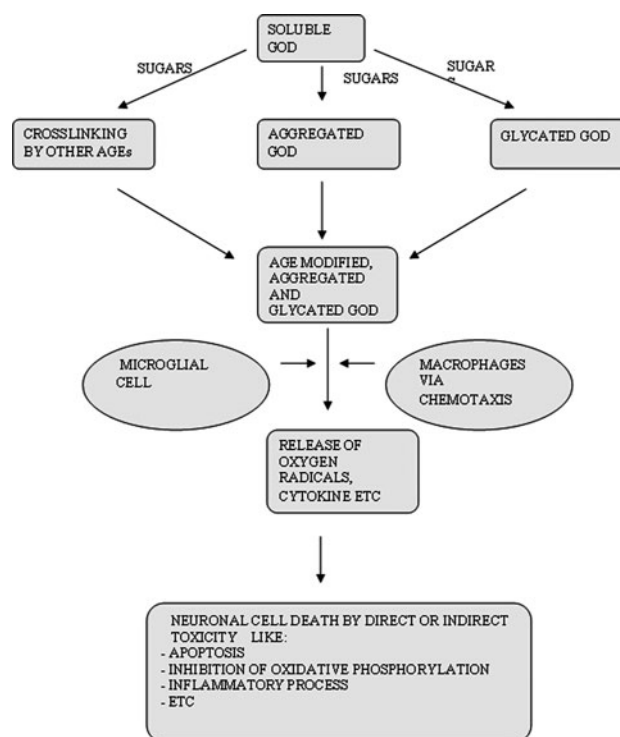 SOLUBLE
GOD
SUGARS
SUGARS
SUGAR
S
CROSSLINKING
BY OTHER AGEs
AGGREGATED
GOD
GLYCATED GOD
AGE MODIFIED,
AGGREGATED
AND
GLYCATED GOD
MICROGLIAL
CELL
MACROPHAGES
VIA
CHEMOTAXIS
RELEASE OF
OXYGEN
RADICALS,
CYTOKINE ETC
NEURONAL CELL DEATH BY DIRECT OR INDIRECT
TOXICITY LIKE:
- APOPTOSIS
- INHIBITION OF OXIDATIVE PHOSPHORYLATION
- INFLAMMATORY PROCESS
- ETC